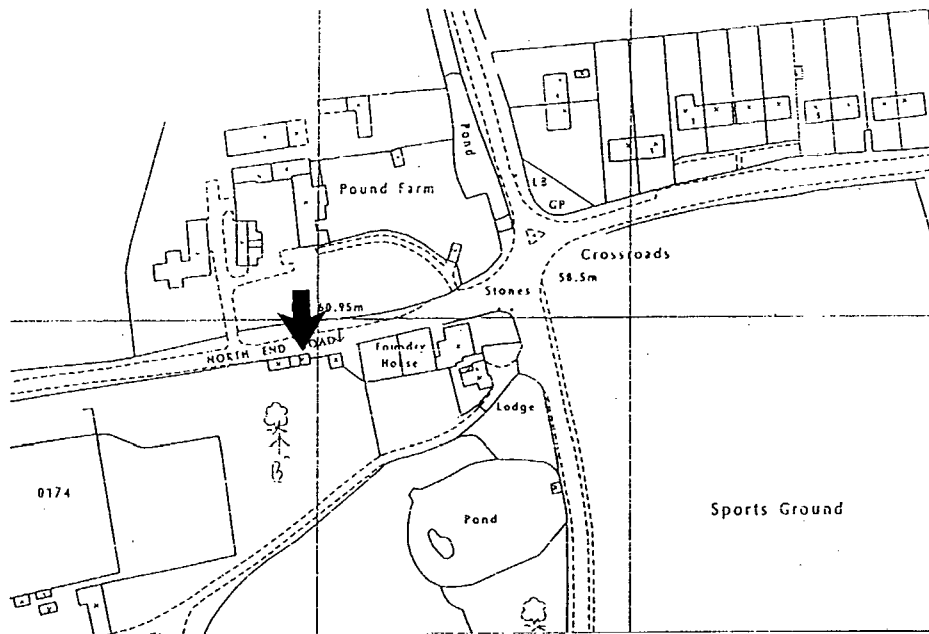 Pond
Pound Farm
LB
GP
Crossroads
58.5m
Stones
60.95m
NORTH END ROAD
Foundry
House
Lodge
0174
Pond
Sports Ground